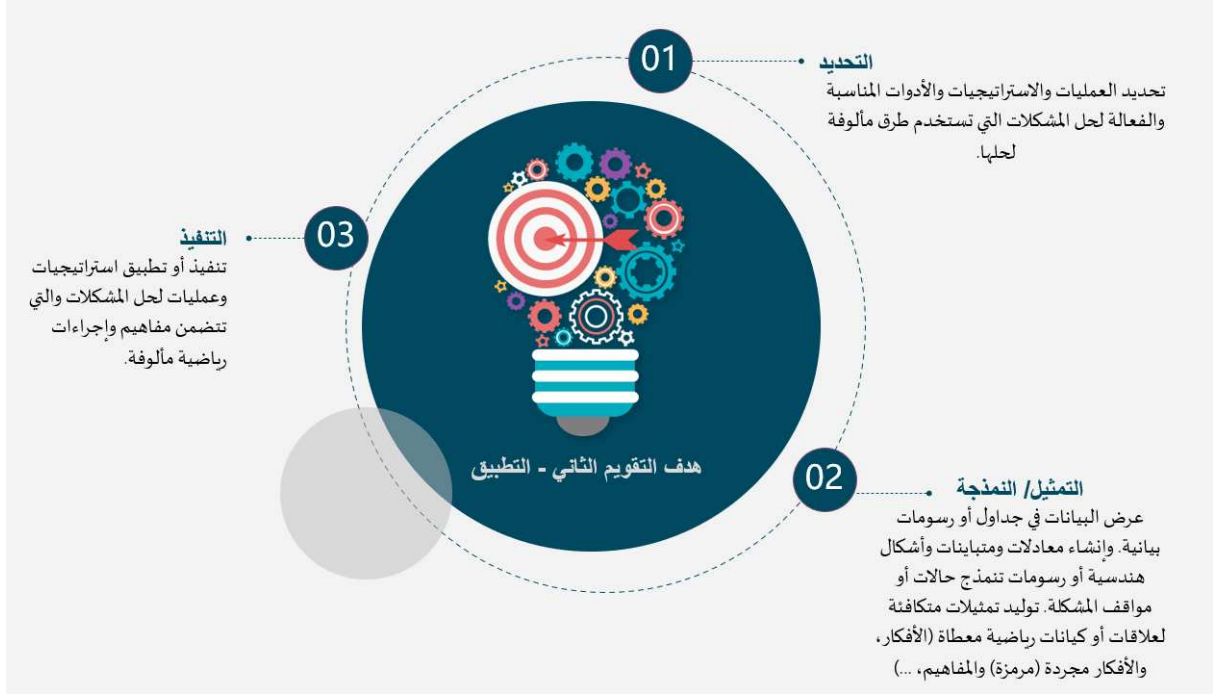 01
التحديد
تحديد العمليات والاستراتيجيات والأدوات المناسبة
والفعالة لحل المشكلات التي تستخدم طرق مألوفة
لحلها.
03
التنفيذ
تنفيذ أو تطبيق استراتيجيات
وعمليات لحل المشكلات والتي
تتضمن مفاهيم وإجراءات
رياضية مألوفة.
هدف التقويم الثاني - التطبيق
02
التمثيل/ النمذجة
عرض البيانات في جداول أو رسومات
بيانية. وإنشاء معادلات ومتباينات وأشكال
هندسية أو رسومات تنمذج حالات أو
مواقف المشكلة. توليد تمثيلات متكافئة
لعلاقات أو كيانات رياضية معطاة (الأفكار،
والأفكار مجردة (مرمزة) والمفاهيم، ...)